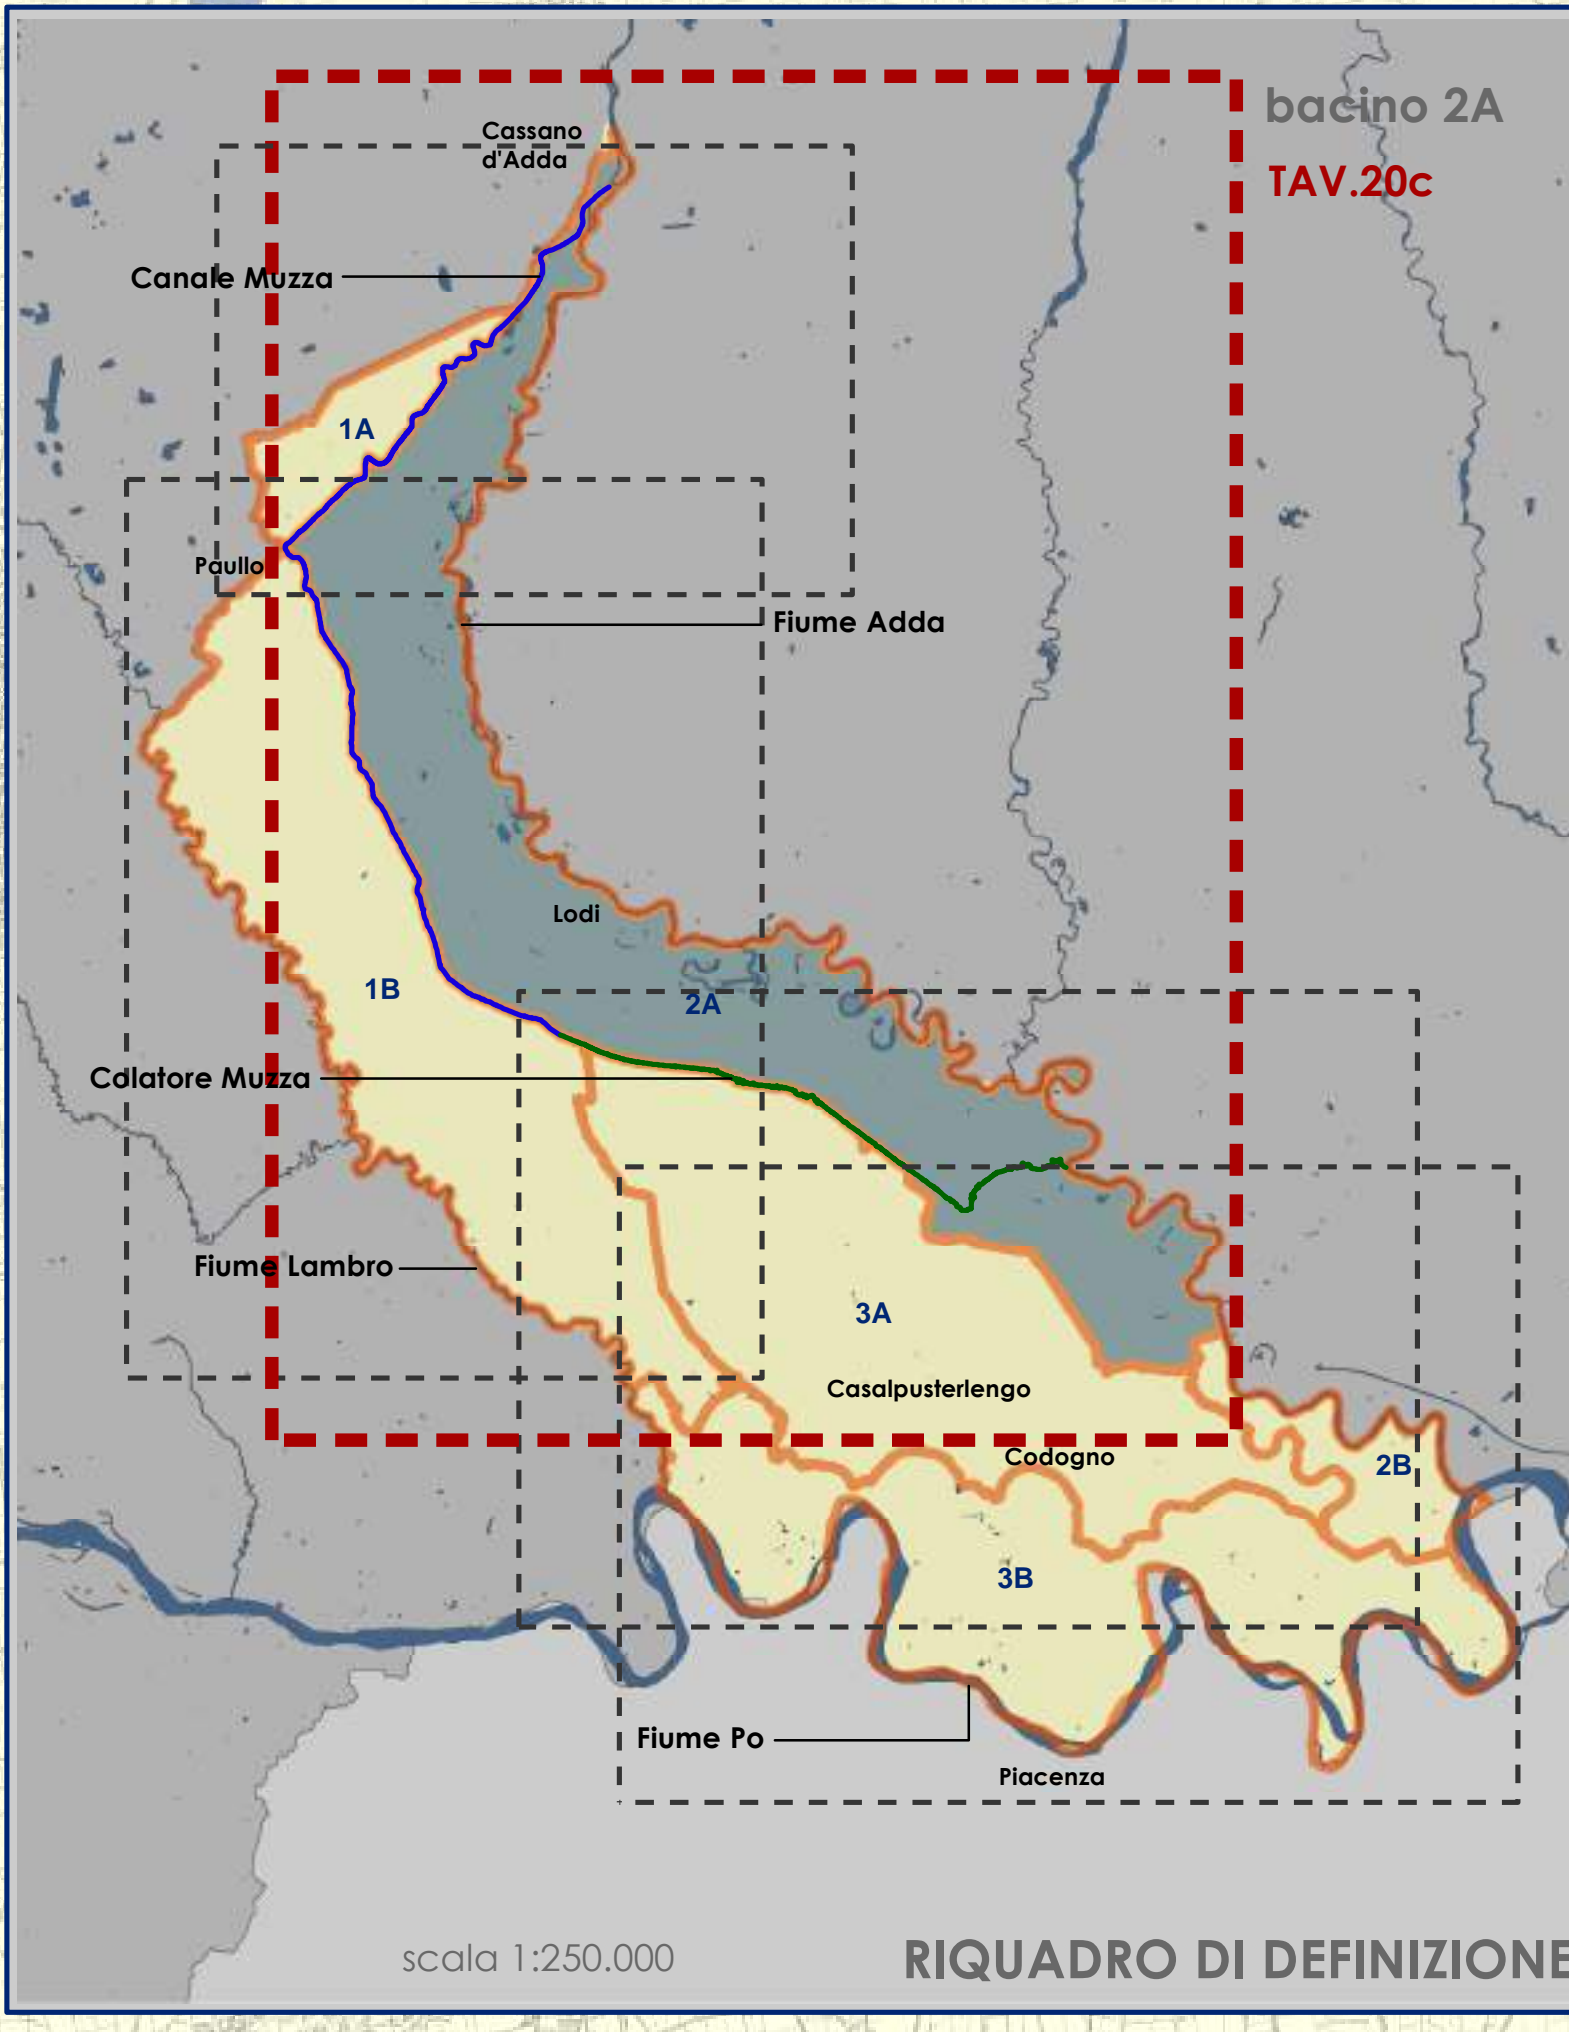 bacino 2A
TAV.20c
Cassano
d'Adda
Canale Muzza
1A
Paullo
Fiume Adda
Lodi
1B
2A
Colatore Muzza
Fiume Lambro
3A
Casalpusterlengo
Codogno
2B
3B
Fiume Po
Piacenza
scala 1:250.000
RIQUADRO DI DEFINIZIONE